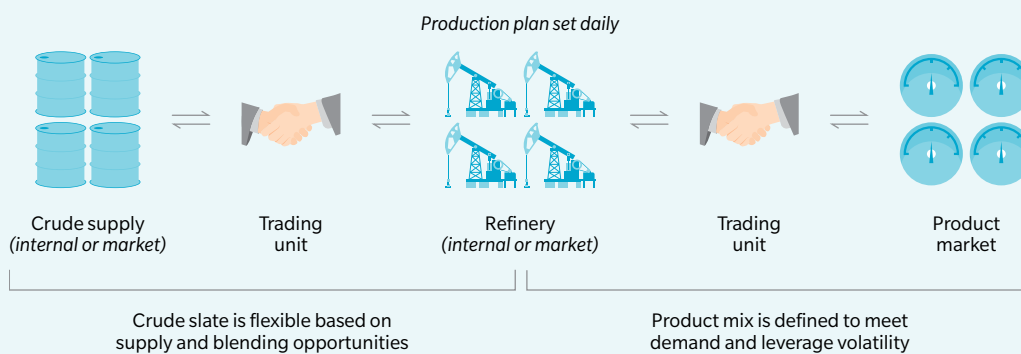 Production plan set daily
Crude supply
(internal or market)
Trading
unit
Refinery
(internal or market)
Trading
unit
Product
market
Crude slate is flexible based on
supply and blending opportunities
Product mix is defined to meet
demand and leverage volatility